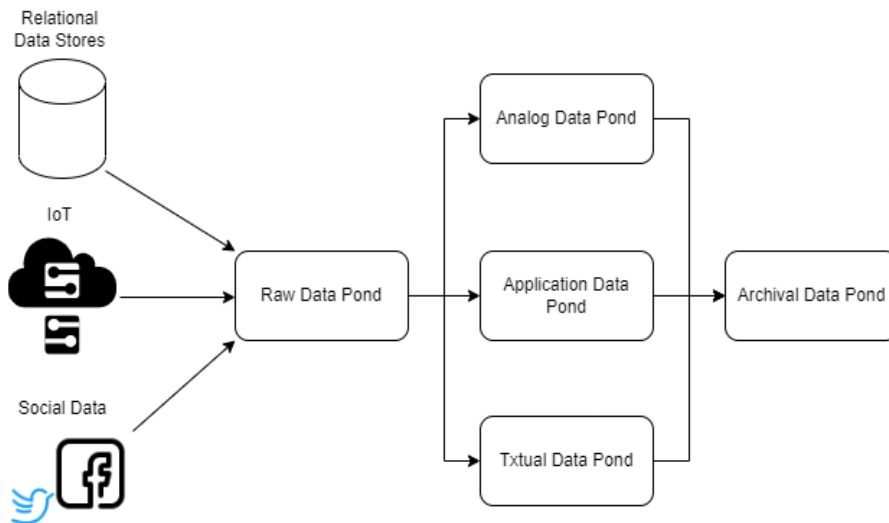 Relational
Data Stores
IoT
Social Data
Raw Data Pond
Analog Data Pond
Application Data
Pond
Txtual Data Pond
Archival Data Pond